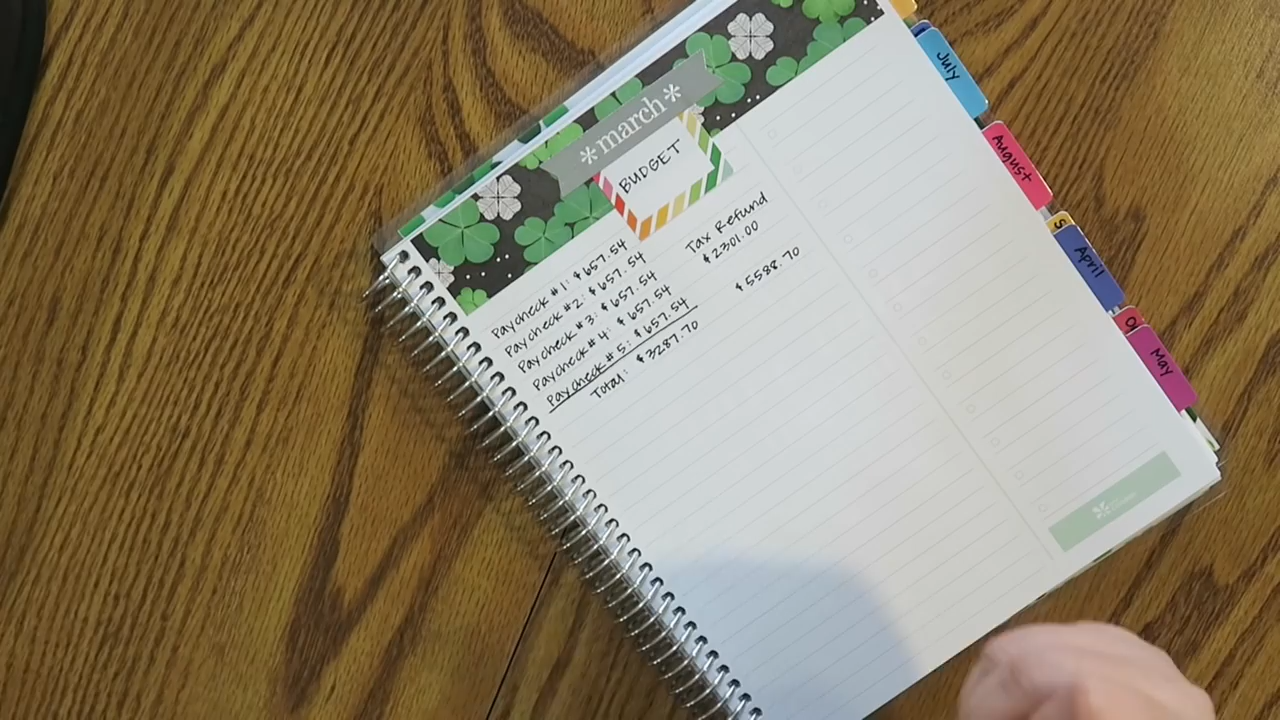 *march*
BUDGET
Paycheck #1: $657.54
Paycheck #2: $657.54
Paycheck #3: $657.54
Paycheck #4: $657.54
Paycheck #5: $657.54
Total: $3287.70
Tax Refund
$2301.00
$5588.70
July
August
S
April
O
May